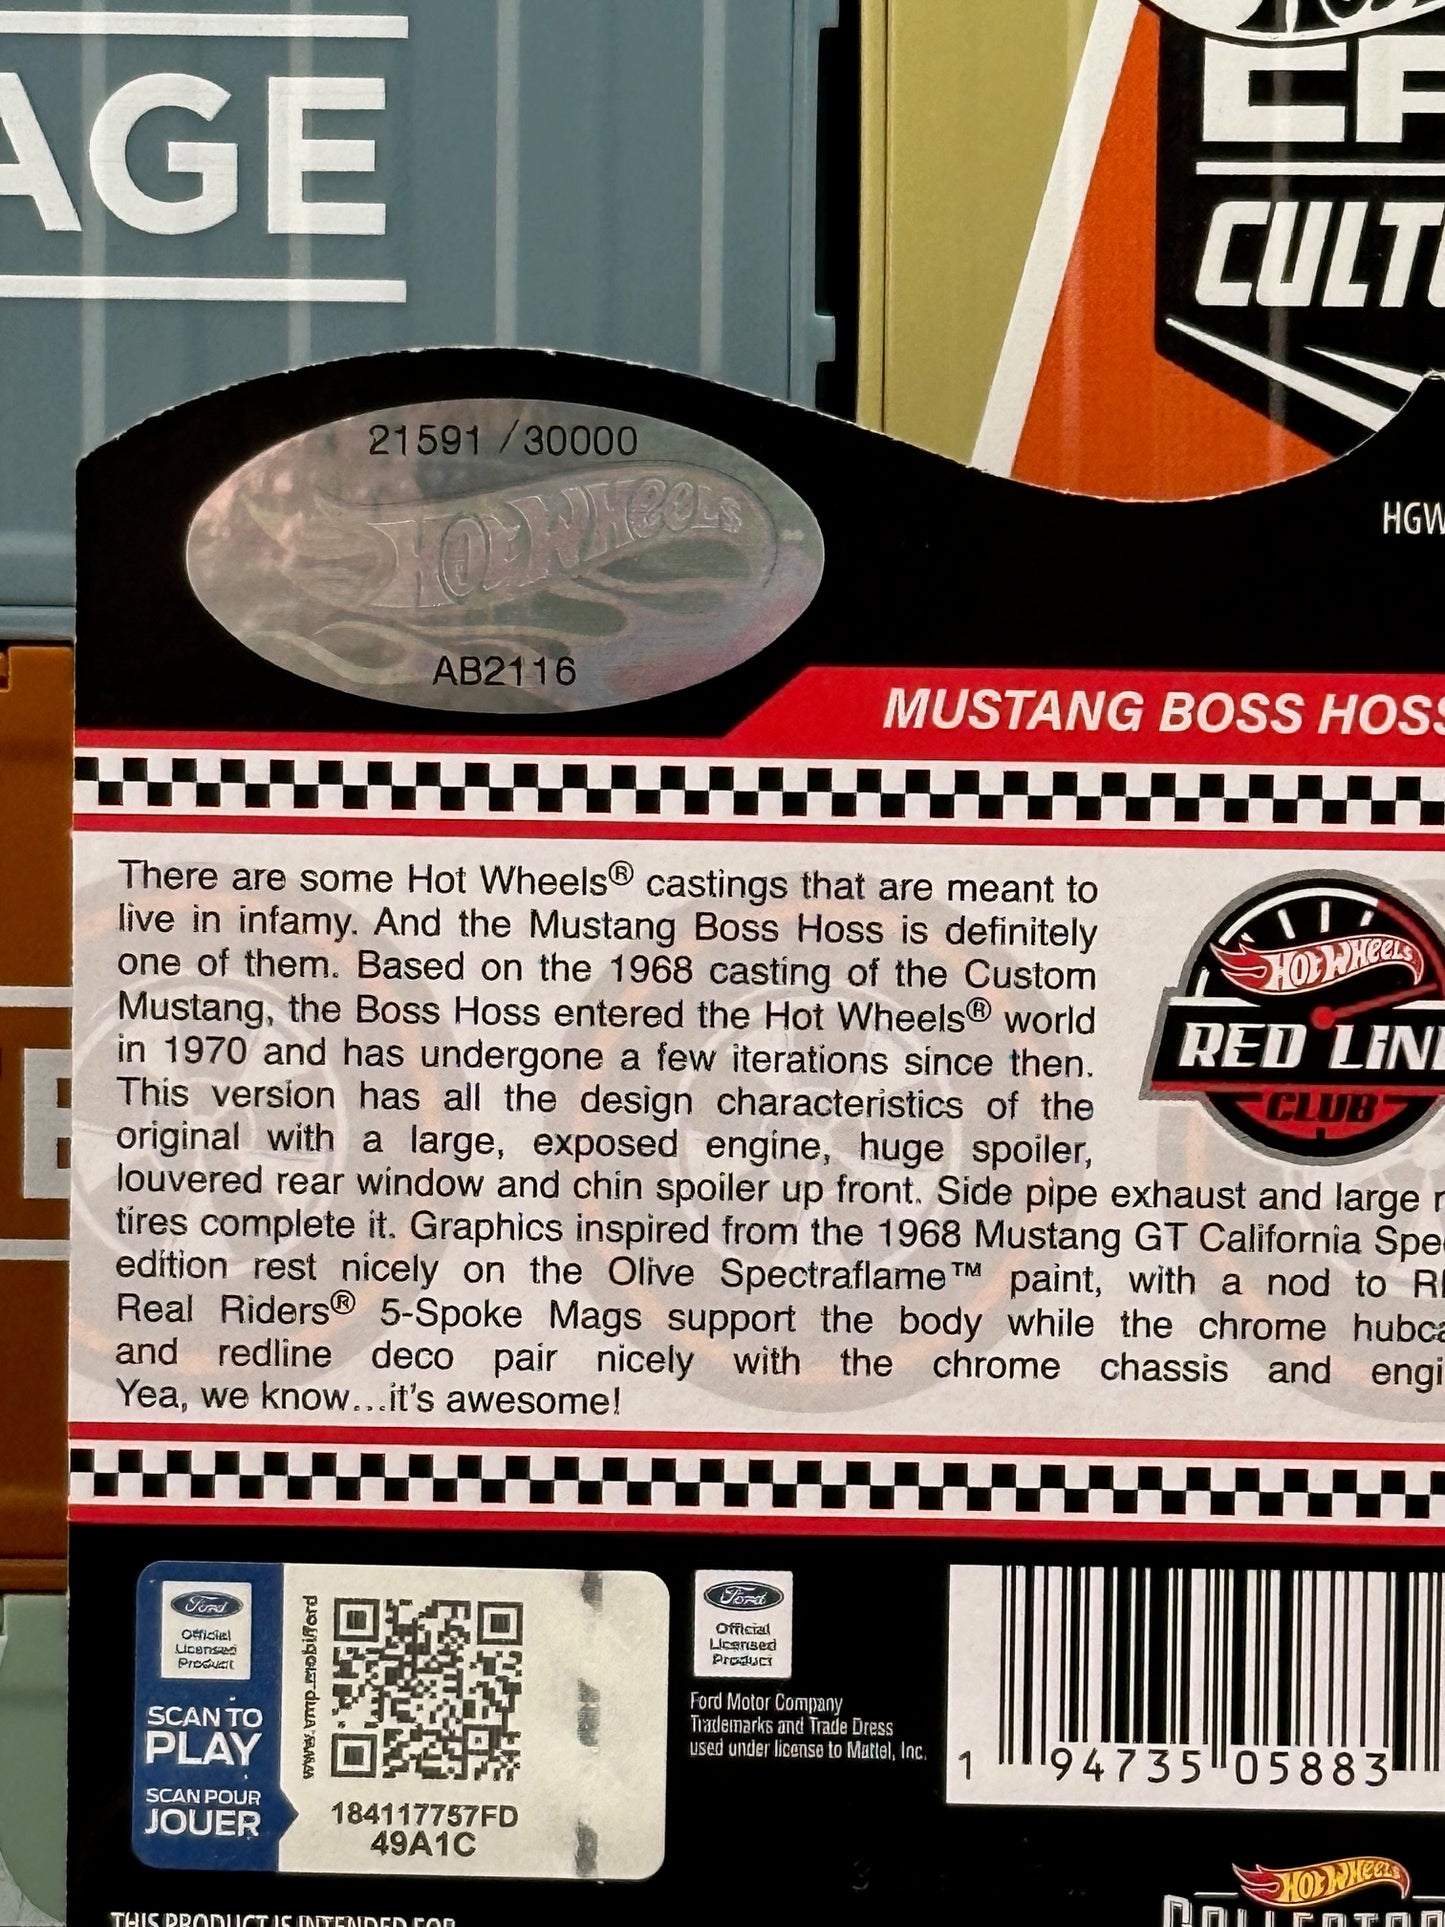 AGE
CULT
21591 / 30000
HOT WHEELS
HGW
AB2116
MUSTANG BOSS HOSS
There are some Hot Wheels® castings that are meant to
live in infamy. And the Mustang Boss Hoss is definitely
one of them. Based on the 1968 casting of the Custom
Mustang, the Boss Hoss entered the Hot Wheels® world
in 1970 and has undergone a few iterations since then.
This version has all the design characteristics of the
original with a large, exposed engine, huge spoiler,
louvered rear window and chin spoiler up front. Side pipe exhaust and large r
tires complete it. Graphics inspired from the 1968 Mustang GT California Spe
edition rest nicely on the Olive Spectraflame™ paint, with a nod to R
Real Riders® 5-Spoke Mags support the body while the chrome hubca
and redline deco pair nicely with the chrome chassis and engi
Yea, we know...it's awesome!
HOT WHEELS
RED LIN
CLUB
Ford
Official
Licensed
Product
SCAN TO
PLAY
SCAN POUR
JOUER
184117757FD
49A1C
Ford
Official
Licensed
Product
Ford Motor Company
Trademarks and Trade Dress
used under license to Mattel, Inc.
1 94735 05883
HOT WHEELS
COLLECTOR
THIS PRODUCT IS INTENDED FOR